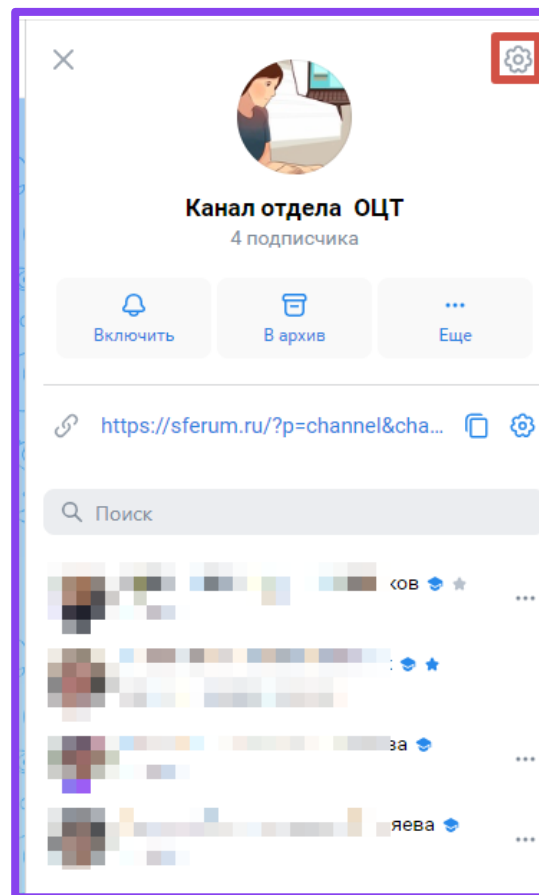 Канал отдела ОЦТ
4 подписчика
Включить
В архив
Еще
https://sferum.ru/?p=channel&cha...
Поиск
ков
ва
яева